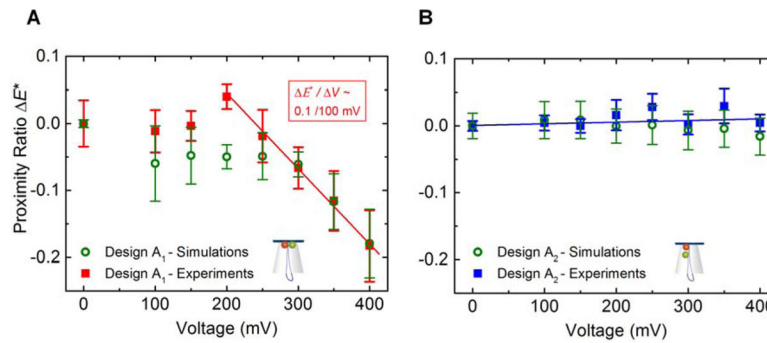 A
Proximity Ratio ΔE*
0.1
0.0
-0.1
-0.2
ΔE* / ΔV ~
0.1 /100 mV
Design A1 - Simulations
Design A1 - Experiments
0
100
200
300
400
Voltage (mV)
B
0.1
0.0
-0.1
-0.2
Design A2 - Simulations
Design A2 - Experiments
0
100
200
300
400
Voltage (mV)